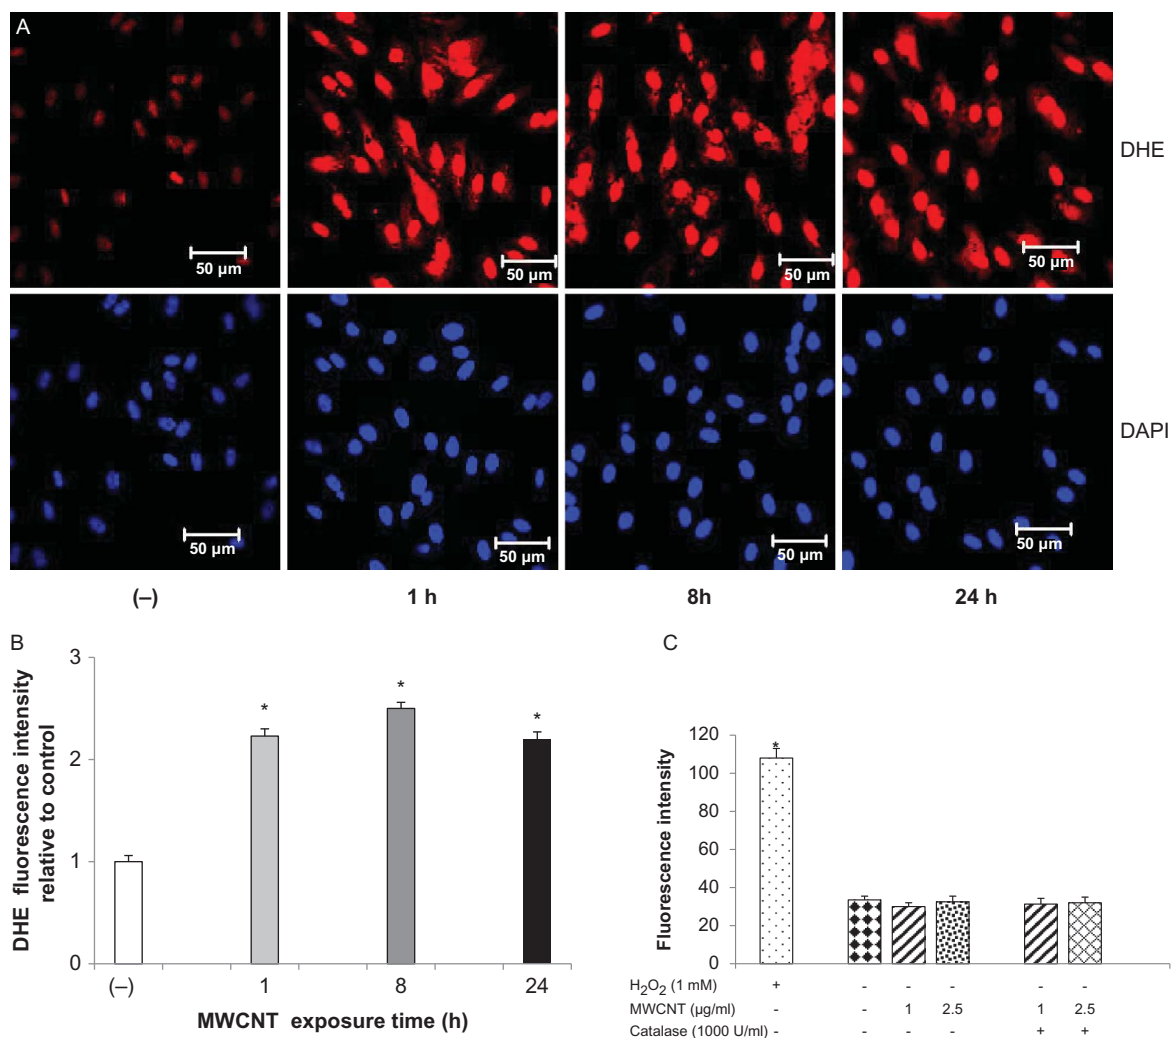 A
DHE
50 µm
50 µm
50 µm
50 µm
DAPI
50 µm
50 µm
50 µm
50 µm
(–) 1 h 8h 24 h
B
DHE fluorescence intensity
relative to control
3
2
1
0
*
*
*
(–) 1 8 24
MWCNT exposure time (h)
C
Fluorescence intensity
120
100
80
60
40
20
0
*
H2O2 (1 mM) + - - - - -
MWCNT (µg/ml) - - 1 2.5 1 2.5
Catalase (1000 U/ml) - - - - + +